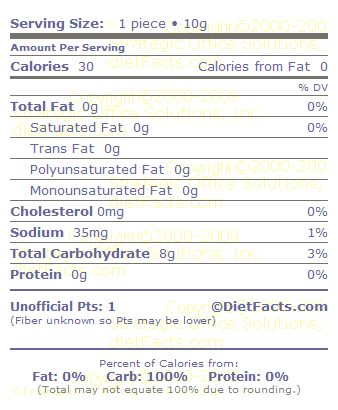 Serving Size: 1 piece • 10g
Amount Per Serving
Calories 30 Calories from Fat 0
% DV
Total Fat 0g 0%
Saturated Fat 0g 0%
Trans Fat 0g
Polyunsaturated Fat 0g
Monounsaturated Fat 0g
Cholesterol 0mg 0%
Sodium 35mg 1%
Total Carbohydrate 8g 3%
Protein 0g 0%
Unofficial Pts: 1 ©DietFacts.com
(Fiber unknown so Pts may be lower)
Percent of Calories from:
Fat: 0% Carb: 100% Protein: 0%
(Total may not equate 100% due to rounding.)